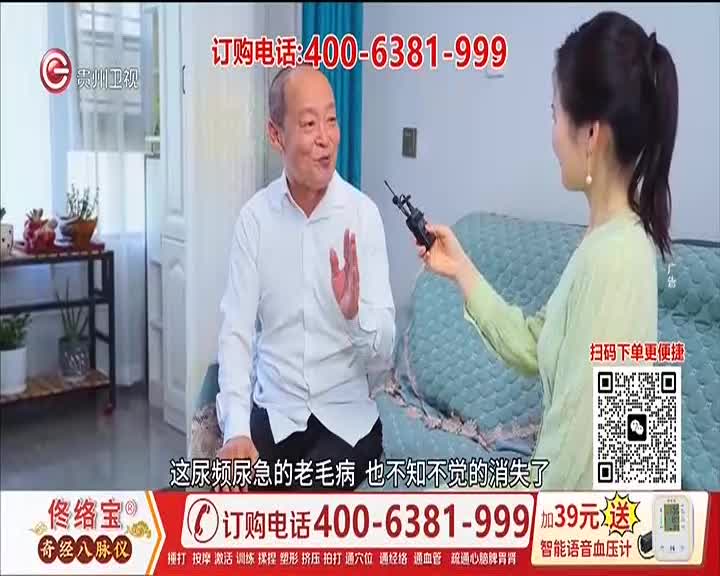 订购电话:400-6381-999
贵州卫视
广告
扫码下单更便捷
这尿频尿急的老毛病 也不知不觉的消失了
佟络宝®
奇经八脉仪
订购电话400-6381-999
加39元送
智能语音血压计
捶打 按摩 激活 训练 揉捏 塑形 挤压 拍打 通穴位 通经络 通血管 疏通心脑脾胃肾